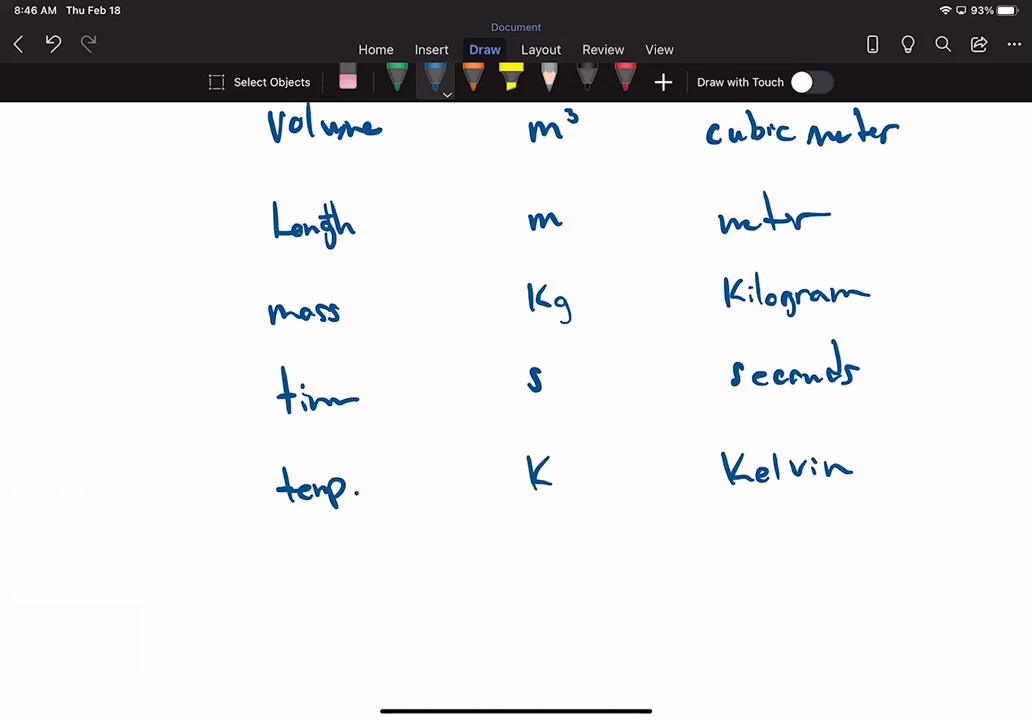 8:46 AM Thu Feb 18 93%
Document
Home Insert Draw Layout Review View
Select Objects Draw with Touch
Volume m³ cubic meter
Length m meter
mass Kg Kilogram
time s seconds
temp. K Kelvin